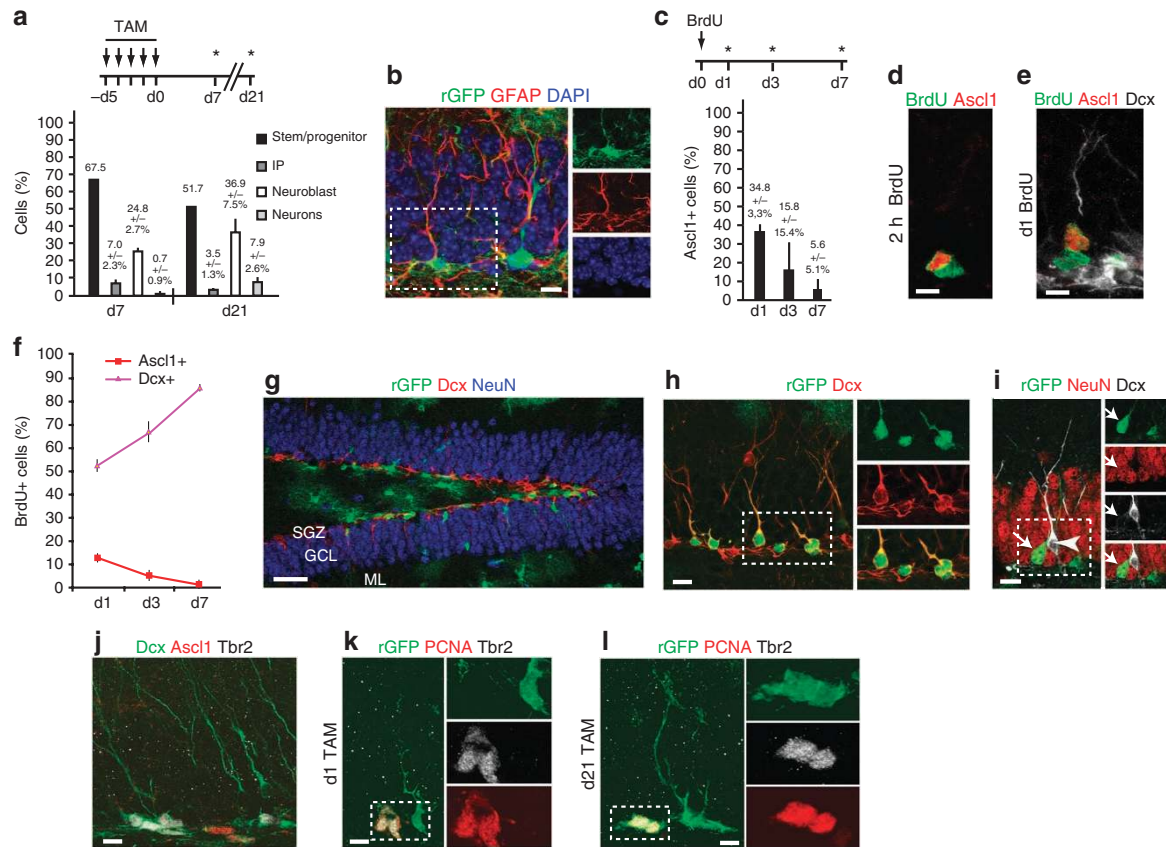 a
TAM
* *
–d5 d0 d7 d21
Cells (%)
100
90
80
70
60
50
40
30
20
10
0
67.5
7.0
+/–
2.3%
24.8
+/–
2.7%
0.7
+/–
0.9%
51.7
3.5
+/–
1.3%
36.9
+/–
7.5%
7.9
+/–
2.6%
d7 d21
Stem/progenitor
IP
Neuroblast
Neurons
b
rGFP GFAP DAPI
c
BrdU
* * *
d0 d1 d3 d7
Ascl1+ cells (%)
100
90
80
70
60
50
40
30
20
10
0
34.8
+/–
3,3%
15.8
+/–
15.4%
5.6
+/–
5.1%
d1 d3 d7
d
BrdU Ascl1
2 h BrdU
e
BrdU Ascl1 Dcx
d1 BrdU
f
BrdU+ cells (%)
100
90
80
70
60
50
40
30
20
10
0
Ascl1+
Dcx+
d1 d3 d7
g
rGFP Dcx NeuN
SGZ
GCL
ML
h
rGFP Dcx
i
rGFP NeuN Dcx
j
Dcx Ascl1 Tbr2
k
rGFP PCNA Tbr2
d1 TAM
l
rGFP PCNA Tbr2
d21 TAM